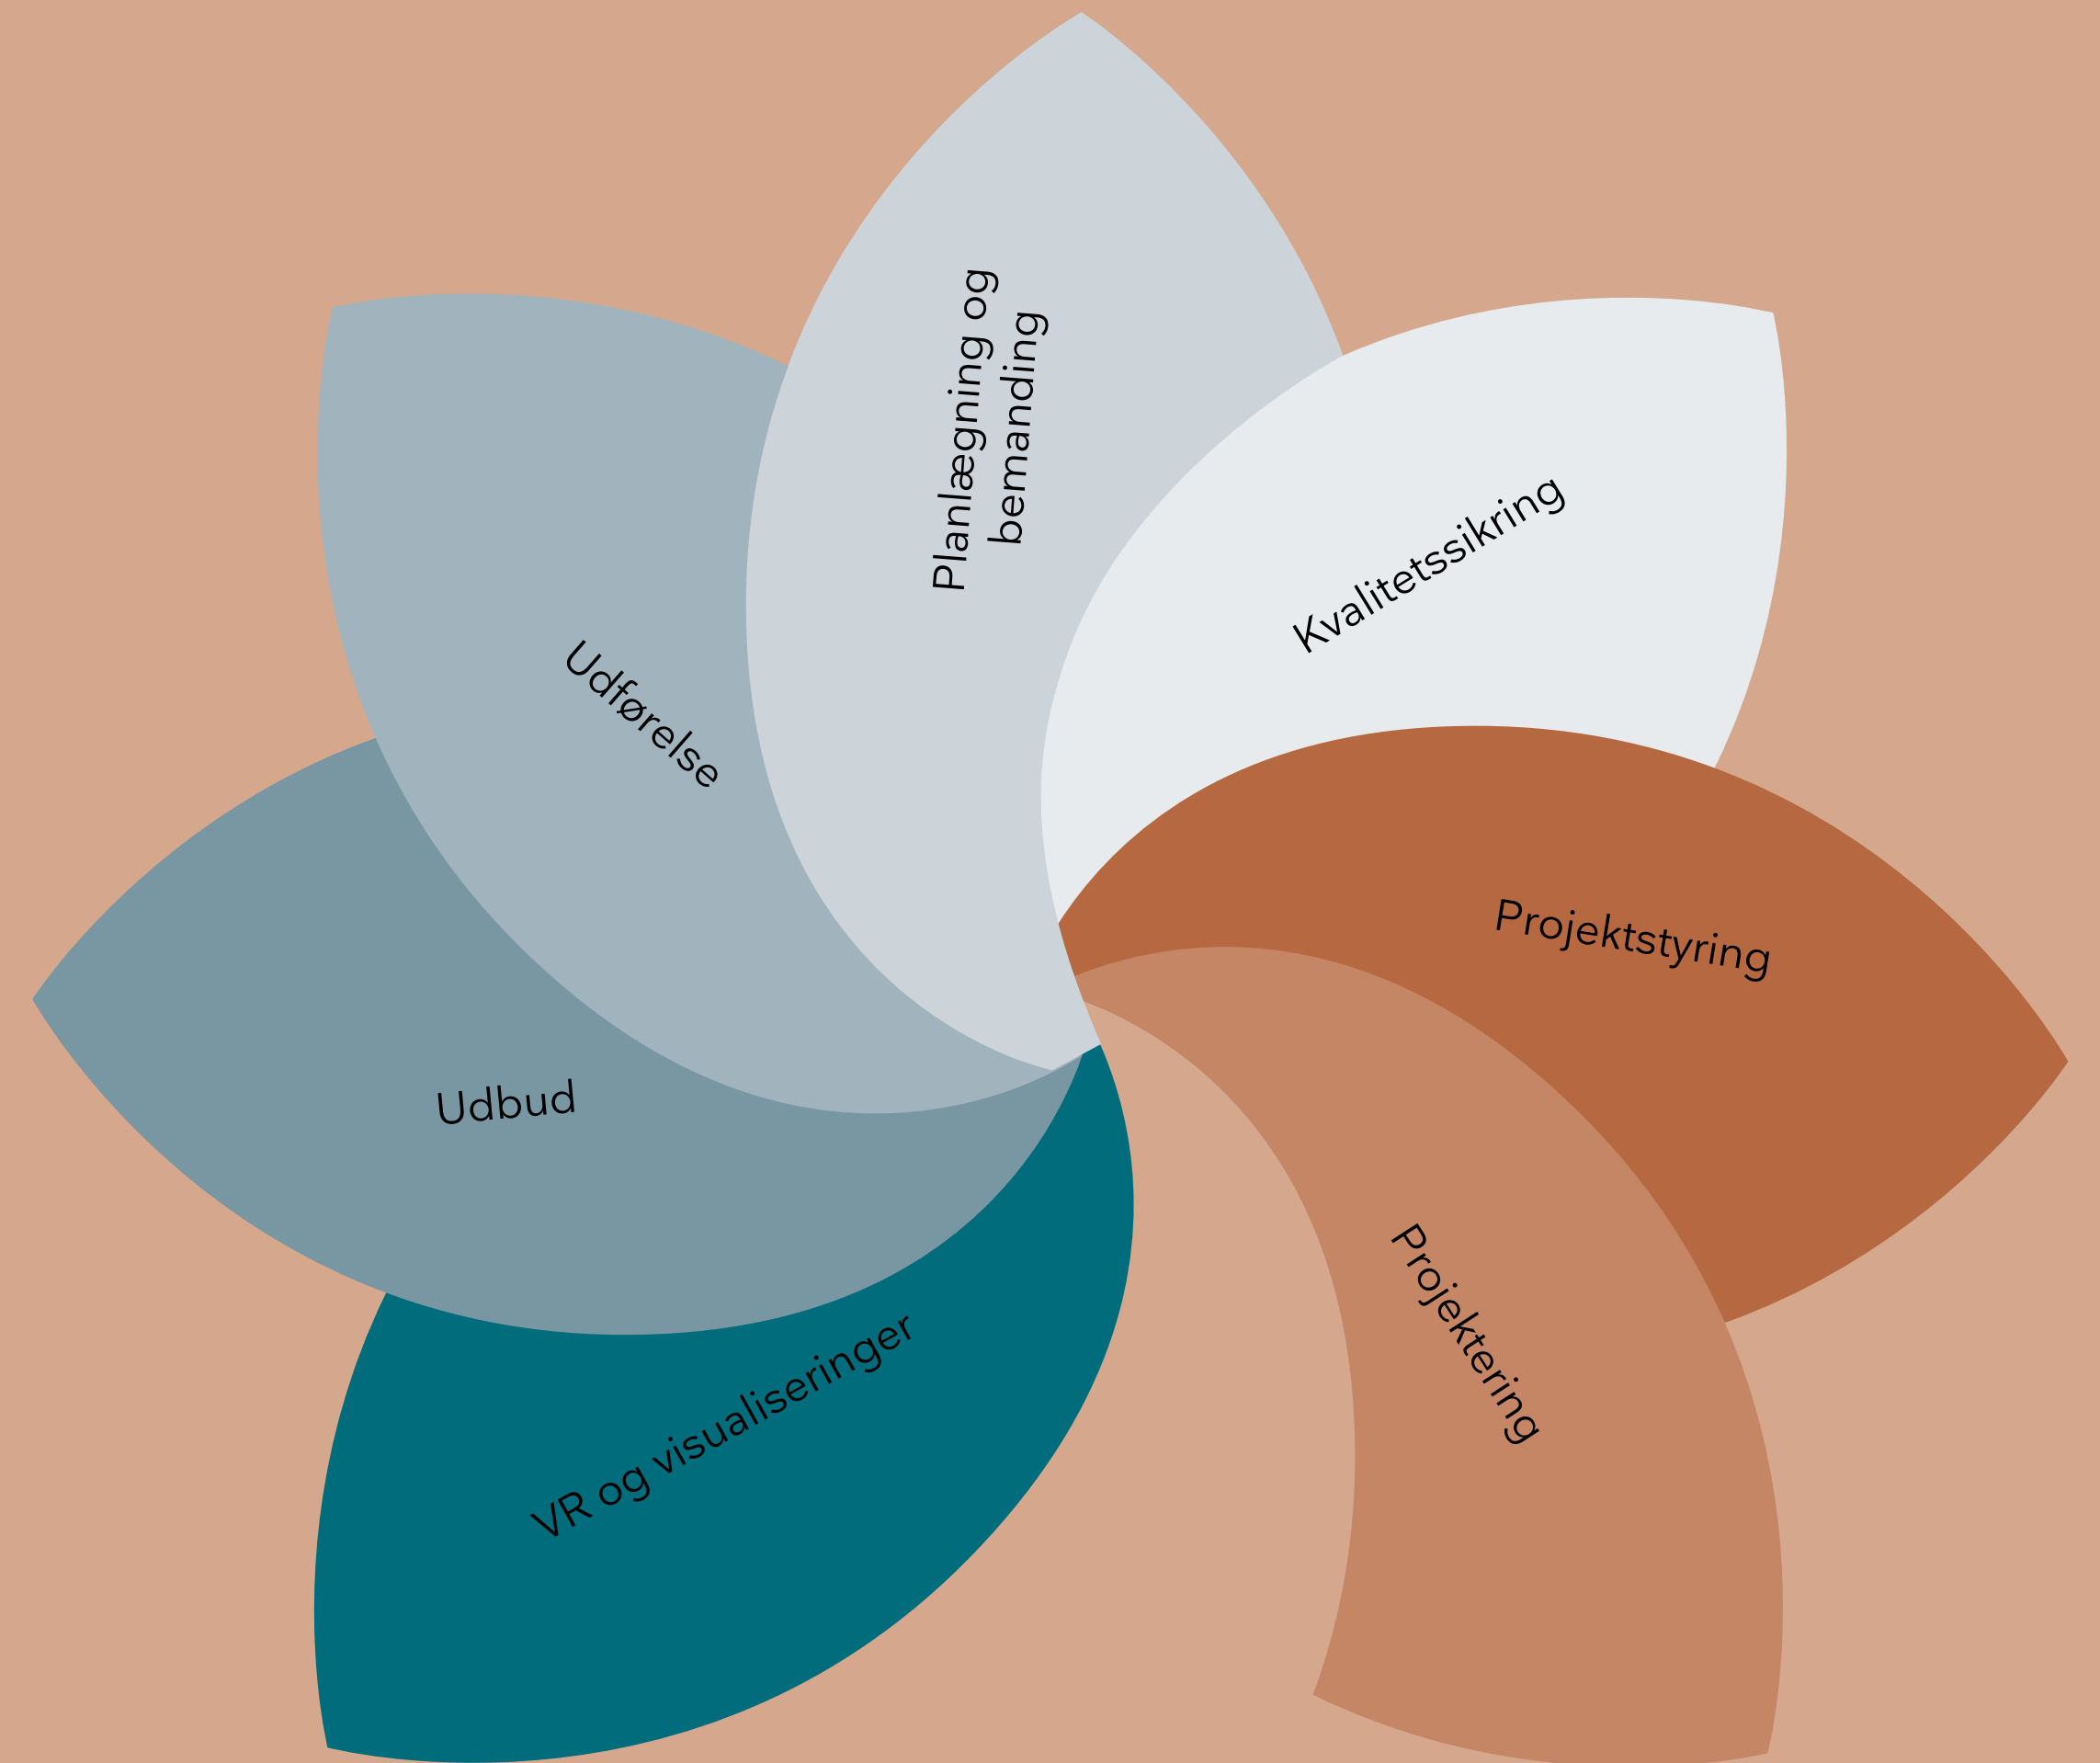 Planlægning og
bemanding
Kvalitetssikring
Udførelse
Projektstyring
Udbud
Projektering
VR og visualiseringer